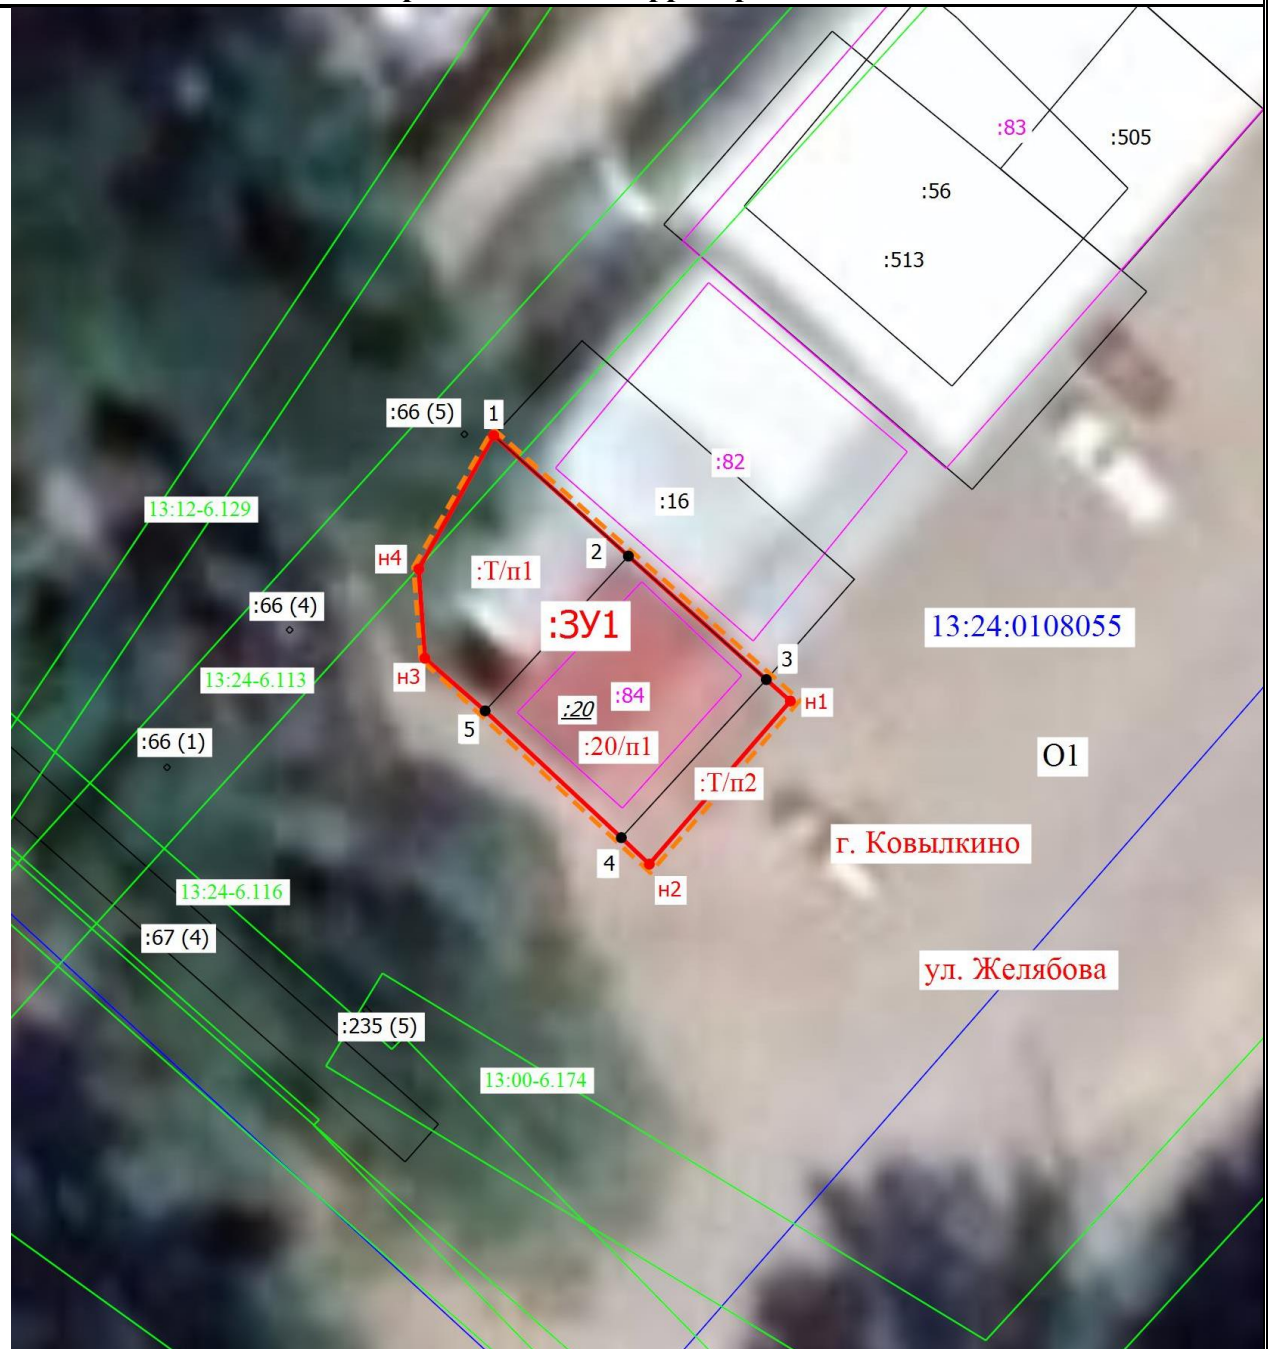 :83
:505
:56
:513
:66 (5)
1
:82
:16
13:12-6.129
н4
2
:Т/п1
:66 (4)
:ЗУ1
13:24:0108055
3
н3
13:24-6.113
:84
н1
:20
5
:20/п1
:66 (1)
О1
:Т/п2
г. Ковылкино
4
н2
13:24-6.116
:67 (4)
ул. Желябова
:235 (5)
13:00-6.174